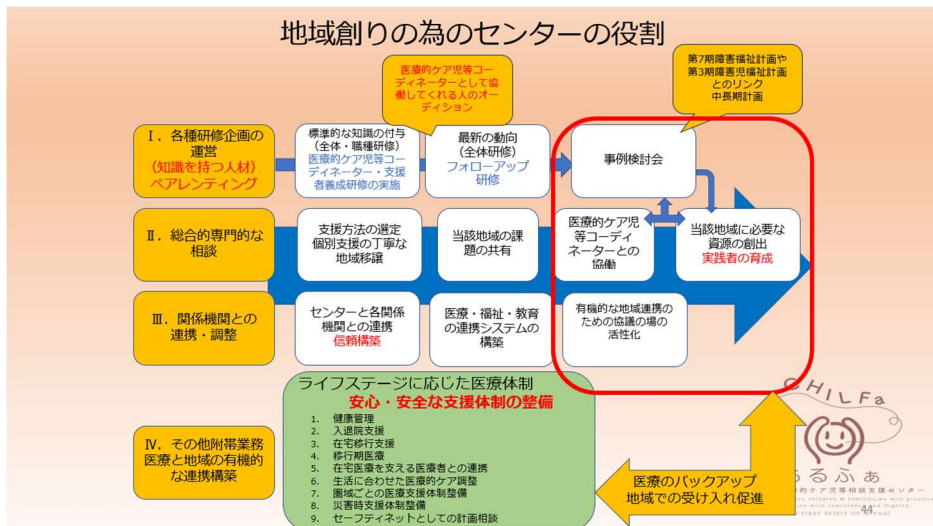 地域創りの為のセンターの役割
医療的ケア児等コー
ディネーターとして協
働してくれる人のオー
ディション
第7期障害福祉計画や
第3期障害児福祉計画
とのリンク
中長期計画
Ⅰ．各種研修企画の
運営
（知識を持つ人材）
ペアレンティング
標準的な知識の付与
（全体・職種研修）
医療的ケア児等コー
ディネーター・支援
者養成研修の実施
最新の動向
（全体研修）
フォローアップ
研修
事例検討会
Ⅱ．総合的専門的な
相談
支援方法の選定
個別支援の丁寧な
地域移譲
当該地域の課
題の共有
医療的ケア児
等コーディ
ネーターとの
協働
当該地域に必要な
資源の創出
実践者の育成
Ⅲ．関係機関との
連携・調整
センターと各関係
機関との連携
信頼構築
医療・福祉・教育
の連携システムの
構築
有機的な地域連携の
ための協議の場の
活性化
Ⅳ．その他附帯業務
医療と地域の有機的
な連携構築
ライフステージに応じた医療体制
安心・安全な支援体制の整備
1. 健康管理
2. 入退院支援
3. 在宅移行支援
4. 移行期医療
5. 在宅医療を支える医療者との連携
6. 生活に合わせた医療的ケア調整
7. 圏域ごとの医療支援体制整備
8. 災害時支援体制整備
9. セーフティネットとしての計画相談
医療のバックアップ
地域での受け入れ促進
CHILFa
るふぁ
的ケア児等相談支援センター
FIRST SPIRIT OF MIYAGI
44